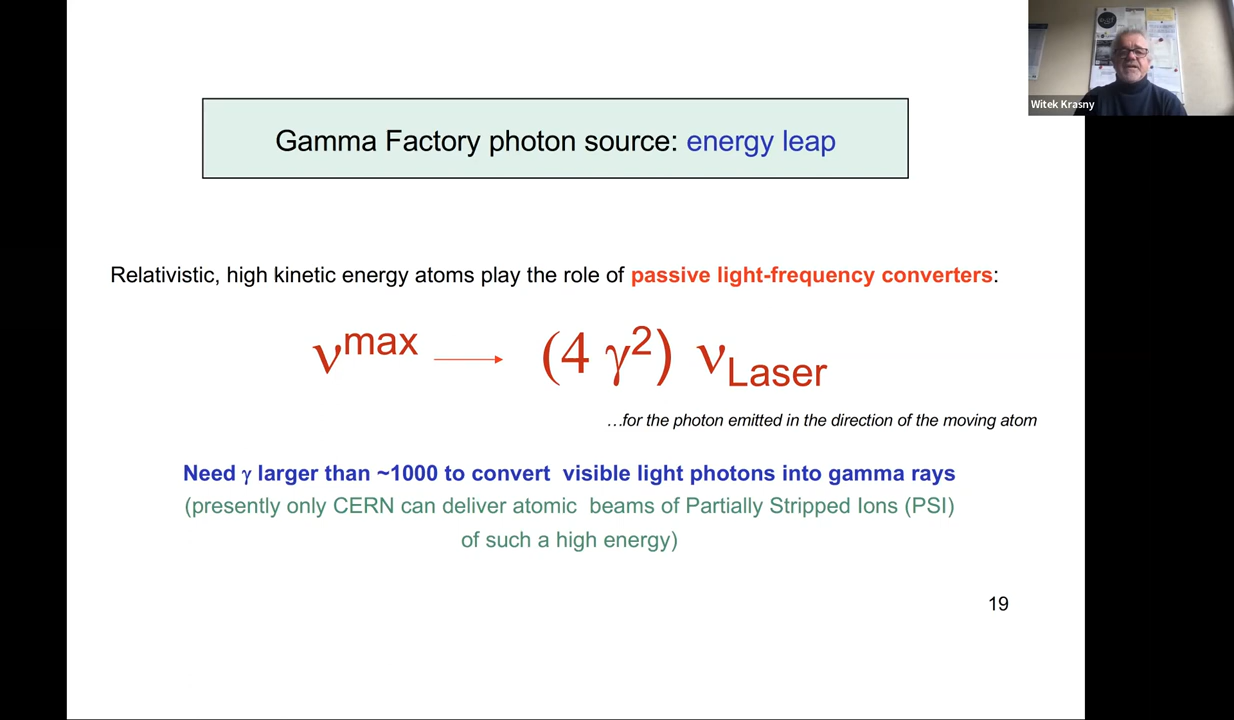 Witek Krasny
Gamma Factory photon source: energy leap
Relativistic, high kinetic energy atoms play the role of passive light-frequency converters:
ν^max → (4 γ²) ν_Laser
…for the photon emitted in the direction of the moving atom
Need γ larger than ~1000 to convert visible light photons into gamma rays
(presently only CERN can deliver atomic beams of Partially Stripped Ions (PSI)
of such a high energy)
19